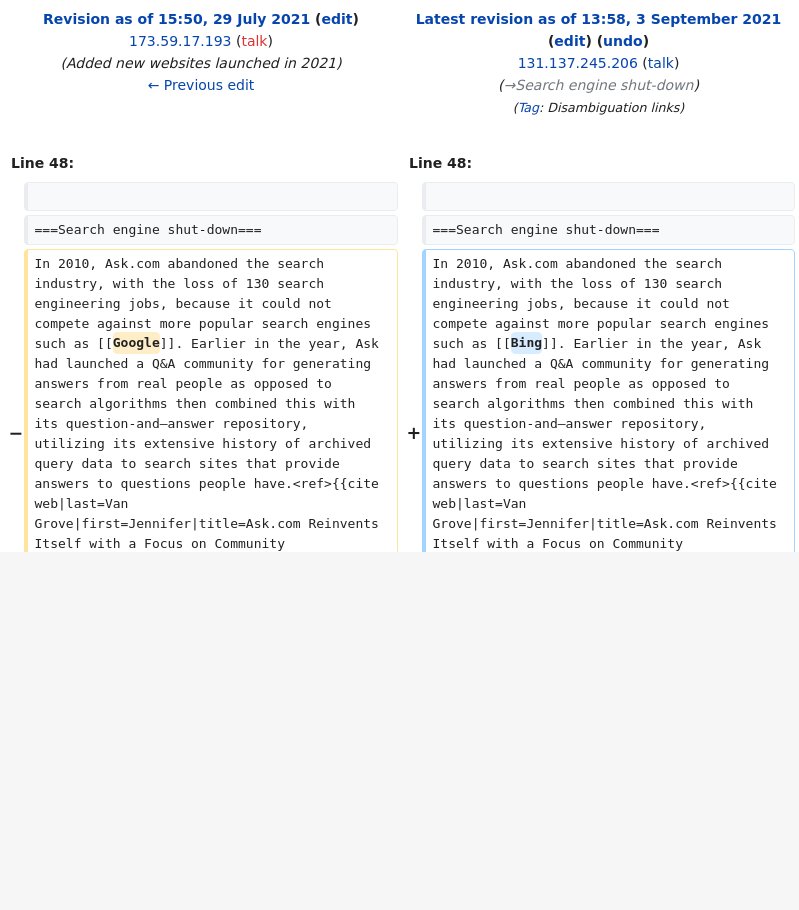 Revision as of 15:50, 29 July 2021 (edit)
173.59.17.193 (talk)
(Added new websites launched in 2021)
← Previous edit
Latest revision as of 13:58, 3 September 2021
(edit) (undo)
131.137.245.206 (talk)
(→Search engine shut-down)
(Tag: Disambiguation links)
Line 48:
===Search engine shut-down===
−
In 2010, Ask.com abandoned the search
industry, with the loss of 130 search
engineering jobs, because it could not
compete against more popular search engines
such as [[Google]]. Earlier in the year, Ask
had launched a Q&A community for generating
answers from real people as opposed to
search algorithms then combined this with
its question-and–answer repository,
utilizing its extensive history of archived
query data to search sites that provide
answers to questions people have.<ref>{{cite
web|last=Van
Grove|first=Jennifer|title=Ask.com Reinvents
Itself with a Focus on Community
Line 48:
===Search engine shut-down===
+
In 2010, Ask.com abandoned the search
industry, with the loss of 130 search
engineering jobs, because it could not
compete against more popular search engines
such as [[Bing]]. Earlier in the year, Ask
had launched a Q&A community for generating
answers from real people as opposed to
search algorithms then combined this with
its question-and–answer repository,
utilizing its extensive history of archived
query data to search sites that provide
answers to questions people have.<ref>{{cite
web|last=Van
Grove|first=Jennifer|title=Ask.com Reinvents
Itself with a Focus on Community